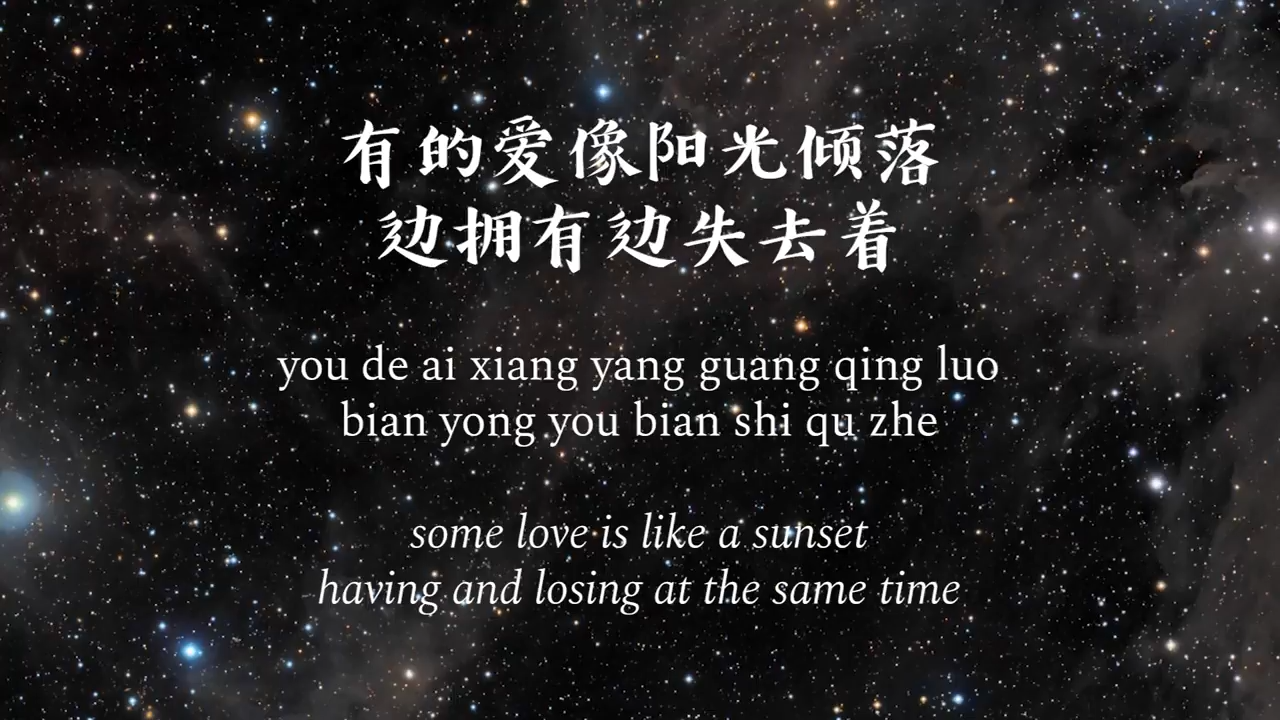 有的爱像阳光倾落
边拥有边失去着
you de ai xiang yang guang qing luo
bian yong you bian shi qu zhe
some love is like a sunset
having and losing at the same time